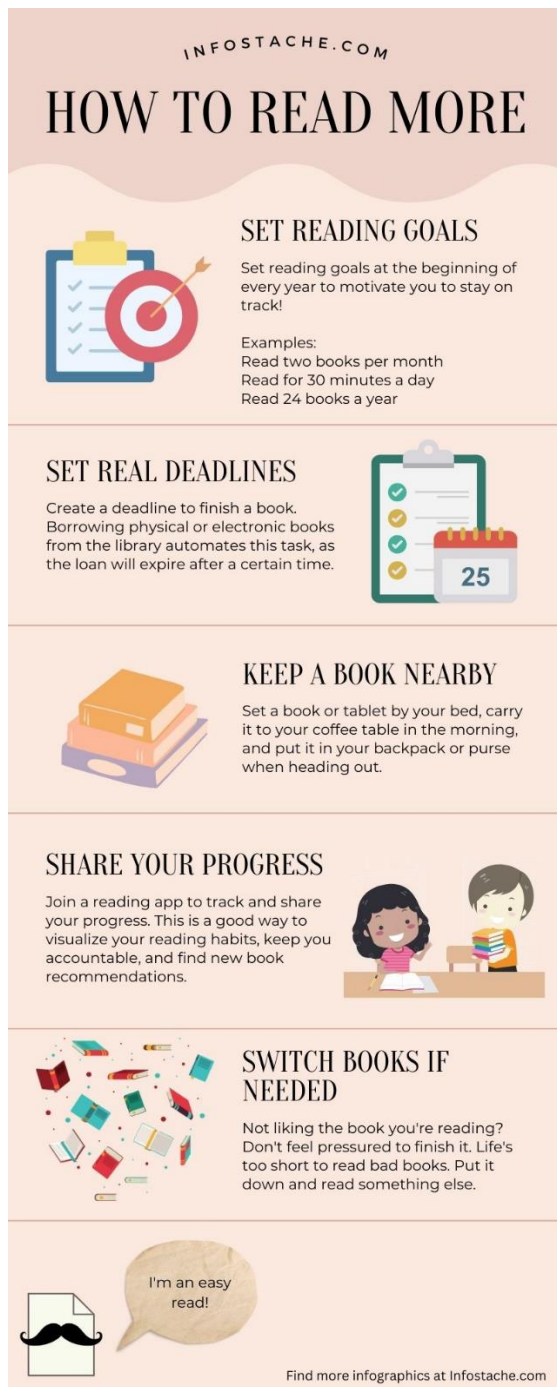 INFOSTACHE.COM
HOW TO READ MORE
SET READING GOALS
Set reading goals at the beginning of
every year to motivate you to stay on
track!
Examples:
Read two books per month
Read for 30 minutes a day
Read 24 books a year
SET REAL DEADLINES
Create a deadline to finish a book.
Borrowing physical or electronic books
from the library automates this task, as
the loan will expire after a certain time.
25
KEEP A BOOK NEARBY
Set a book or tablet by your bed, carry
it to your coffee table in the morning,
and put it in your backpack or purse
when heading out.
SHARE YOUR PROGRESS
Join a reading app to track and share
your progress. This is a good way to
visualize your reading habits, keep you
accountable, and find new book
recommendations.
SWITCH BOOKS IF
NEEDED
Not liking the book you're reading?
Don't feel pressured to finish it. Life's
too short to read bad books. Put it
down and read something else.
I'm an easy
read!
Find more infographics at Infostache.com